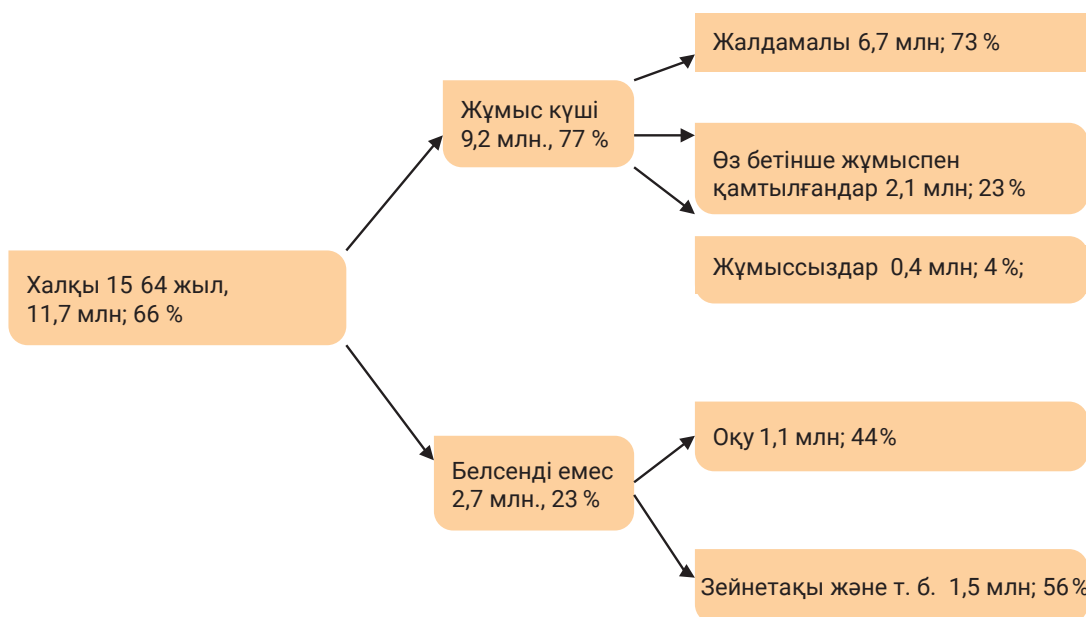 Жалдамалы 6,7 млн; 73 %
Жұмыс күші
9,2 млн., 77 %
Өз бетінше жұмыспен
қамтылғандар 2,1 млн; 23 %
Жұмыссыздар 0,4 млн; 4 %;
Халқы 15 64 жыл,
11,7 млн; 66 %
Оқу 1,1 млн; 44%
Белсенді емес
2,7 млн., 23 %
Зейнетақы және т. б. 1,5 млн; 56%